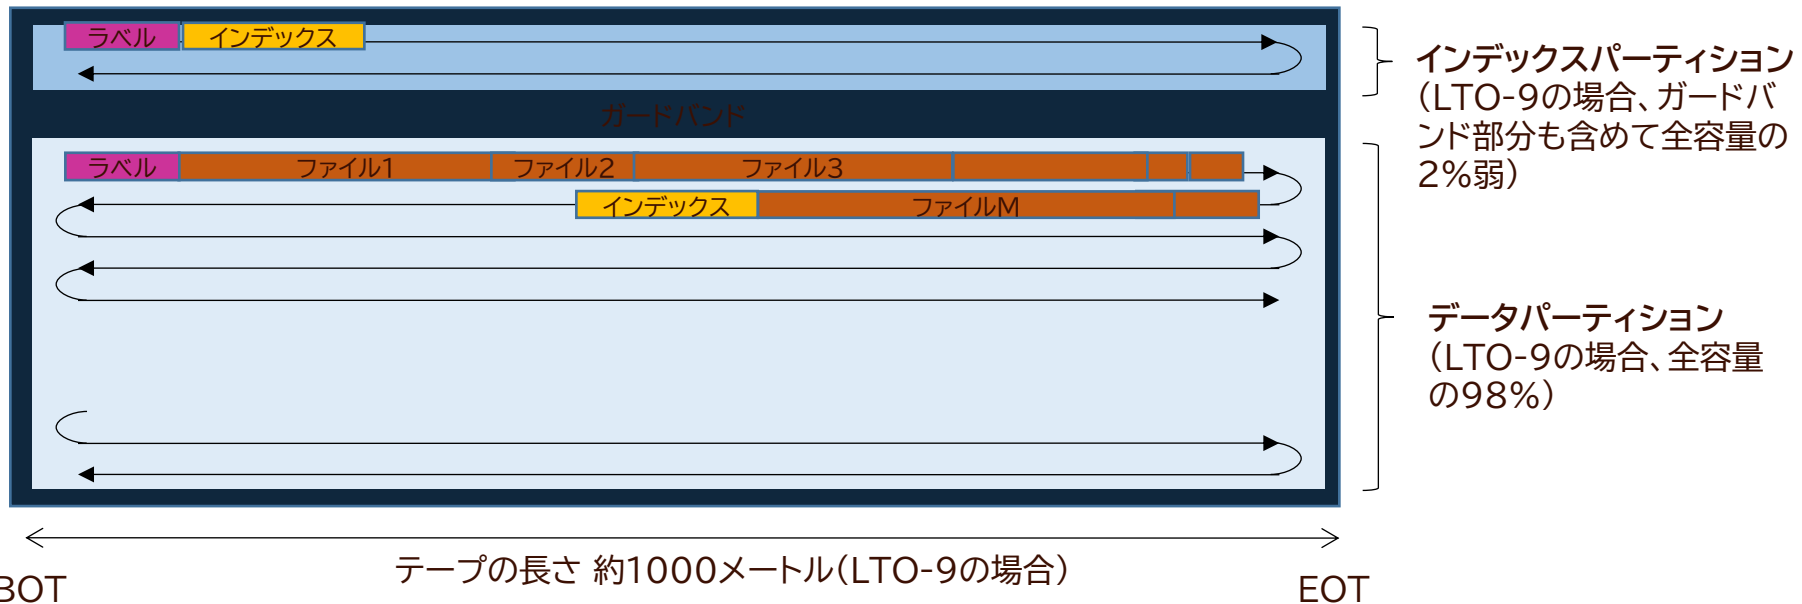 ラベル
インデックス
ガードバンド
ラベル
ファイル1
ファイル2
ファイル3
インデックス
ファイルM
インデックスパーティション
(LTO-9の場合、ガードバ
ンド部分も含めて全容量の
2%弱)
データパーティション
(LTO-9の場合、全容量
の98%)
テープの長さ 約1000メートル(LTO-9の場合)
BOT
EOT